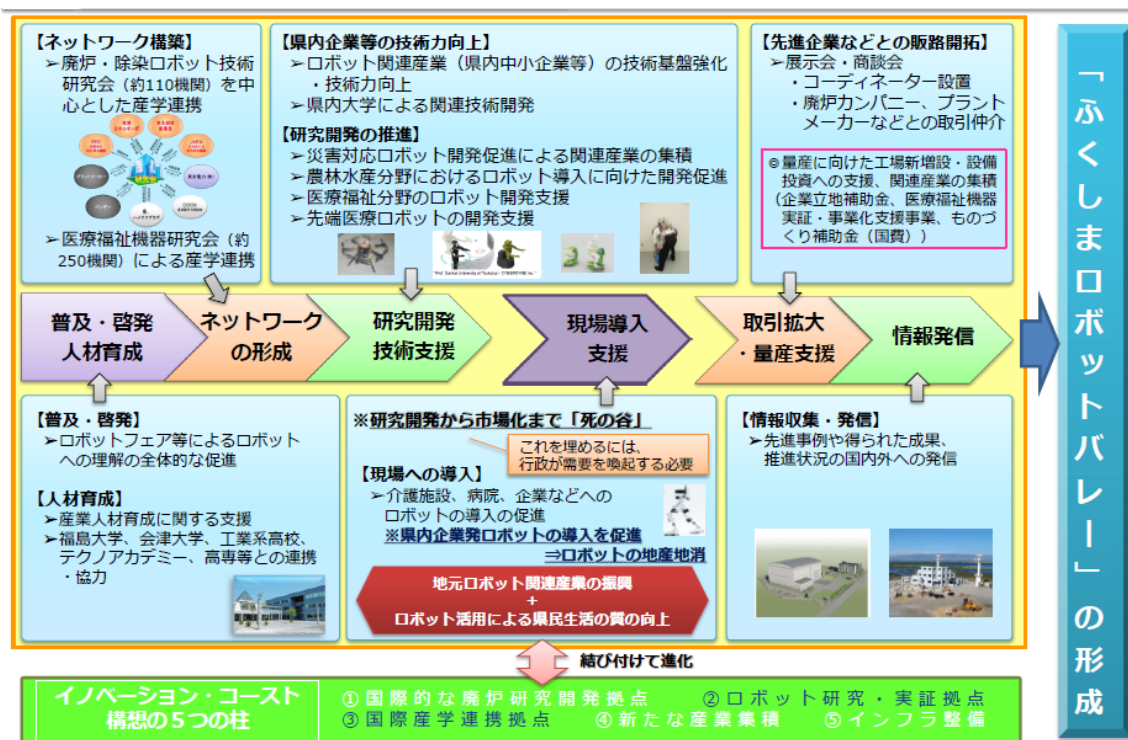 【ネットワーク構築】
➢廃炉・除染ロボット技術
研究会（約110機関）を中
心とした産学連携
➢医療福祉機器研究会（約
250機関）による産学連携
【県内企業等の技術力向上】
➢ロボット関連産業（県内中小企業等）の技術基盤強化
・技術力向上
➢県内大学による関連技術開発
【研究開発の推進】
➢災害対応ロボット開発促進による関連産業の集積
➢農林水産分野におけるロボット導入に向けた開発促進
➢医療福祉分野のロボット開発支援
➢先端医療ロボットの開発支援
【先進企業などとの販路開拓】
➢展示会・商談会
・コーディネーター設置
・廃炉カンパニー、プラント
メーカーなどとの取引仲介
◎量産に向けた工場新増設・設備
投資への支援、関連産業の集積
（企業立地補助金、医療福祉機器
実証・事業化支援事業、ものづ
くり補助金（国費））
普及・啓発
人材育成
ネットワーク
の形成
研究開発
技術支援
現場導入
支援
取引拡大
・量産支援
情報発信
【普及・啓発】
➢ロボットフェア等によるロボット
への理解の全体的な促進
【人材育成】
➢産業人材育成に関する支援
➢福島大学、会津大学、工業系高校、
テクノアカデミー、高専等との連携
・協力
※研究開発から市場化まで「死の谷」
これを埋めるには、
行政が需要を喚起する必要
【現場への導入】
➢介護施設、病院、企業などへの
ロボットの導入の促進
※県内企業発ロボットの導入を促進
⇒ロボットの地産地消
地元ロボット関連産業の振興
+
ロボット活用による県民生活の質の向上
【情報収集・発信】
➢先進事例や得られた成果、
推進状況の国内外への発信
結び付けて進化
イノベーション・コースト
構想の５つの柱
①国際的な廃炉研究開発拠点 ②ロボット研究・実証拠点
③国際産学連携拠点 ④新たな産業集積 ⑤インフラ整備
「ふくしまロボットバレー」の形成